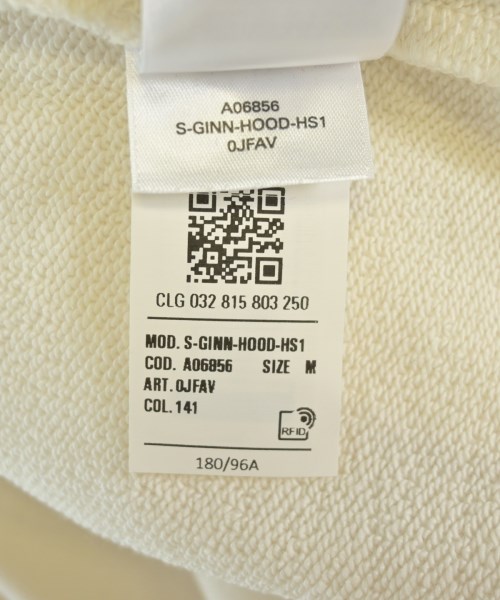 A06856
S-GINN-HOOD-HS1
0JFAV
CLG 032 815 803 250
MOD. S-GINN-HOOD-HS1
COD. A06856 SIZE M
ART. 0JFAV
COL. 141
RFID
180/96A